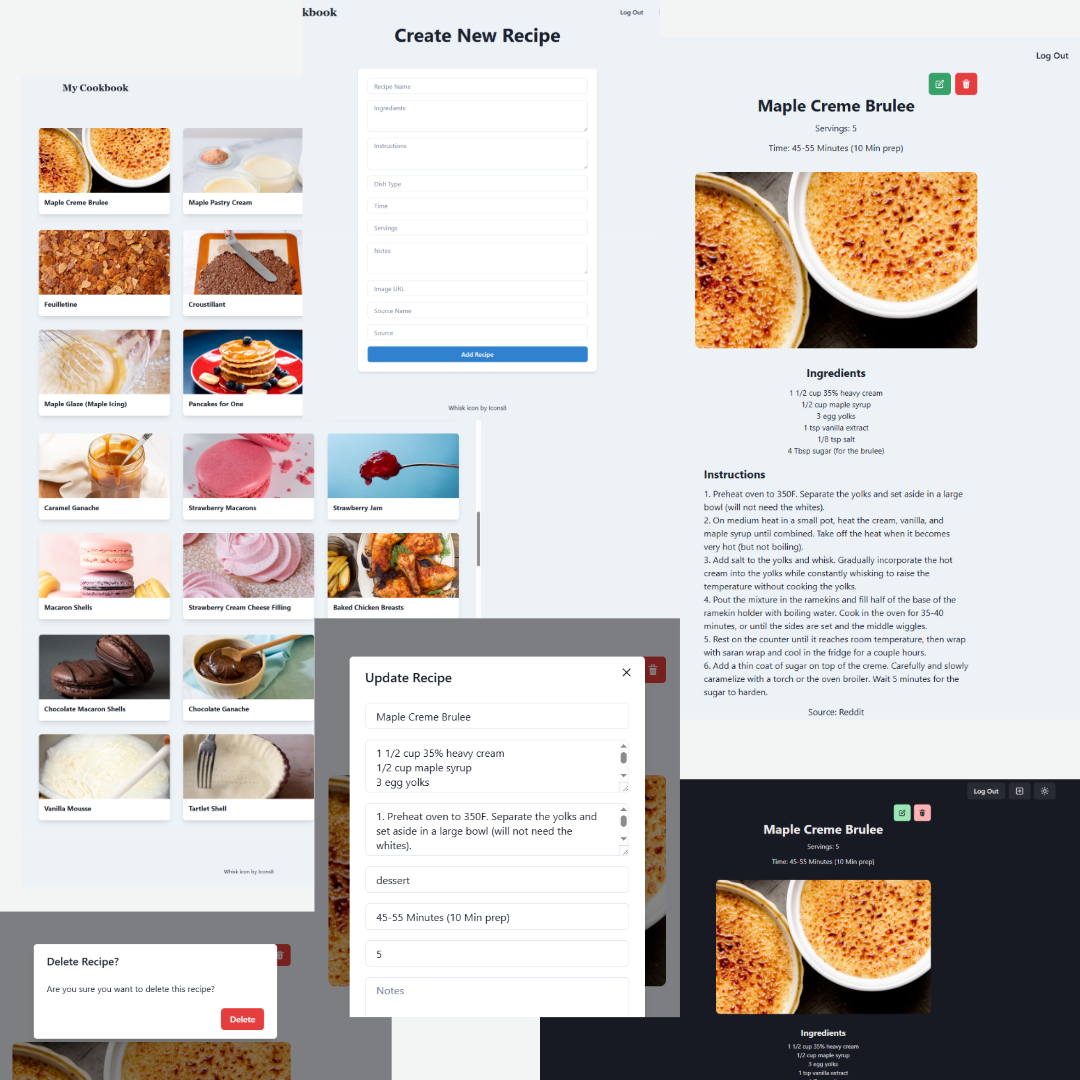 My Cookbook
Maple Creme Brulee
Maple Pastry Cream
Feuilletine
Croustillant
Maple Glaze (Maple Icing)
Pancakes for One
Caramel Ganache
Strawberry Macarons
Strawberry Jam
Macaron Shells
Strawberry Cream Cheese Filling
Baked Chicken Breasts
Chocolate Macaron Shells
Chocolate Ganache
Vanilla Mousse
Tartlet Shell
Whisk icon by Icons8
kbook
Log Out
Create New Recipe
Recipe Name
Ingredients
Instructions
Dish Type
Time
Servings
Notes
Image URL
Source Name
Source
Add Recipe
Whisk icon by Icons8
Log Out
Maple Creme Brulee
Servings: 5
Time: 45-55 Minutes (10 Min prep)
Ingredients
1 1/2 cup 35% heavy cream
1/2 cup maple syrup
3 egg yolks
1 tsp vanilla extract
1/8 tsp salt
4 Tbsp sugar (for the brulee)
Instructions
1. Preheat oven to 350F. Separate the yolks and set aside in a large
bowl (will not need the whites).
2. On medium heat in a small pot, heat the cream, vanilla, and
maple syrup until combined. Take off the heat when it becomes
very hot (but not boiling).
3. Add salt to the yolks and whisk. Gradually incorporate the hot
cream into the yolks while constantly whisking to raise the
temperature without cooking the yolks.
4. Pout the mixture in the ramekins and fill half of the base of the
ramekin holder with boiling water. Cook in the oven for 35-40
minutes, or until the sides are set and the middle wiggles.
5. Rest on the counter until it reaches room temperature, then wrap
with saran wrap and cool in the fridge for a couple hours.
6. Add a thin coat of sugar on top of the creme. Carefully and slowly
caramelize with a torch or the oven broiler. Wait 5 minutes for the
sugar to harden.
Source: Reddit
Update Recipe
Maple Creme Brulee
1 1/2 cup 35% heavy cream
1/2 cup maple syrup
3 egg yolks
1. Preheat oven to 350F. Separate the yolks and
set aside in a large bowl (will not need the
whites).
dessert
45-55 Minutes (10 Min prep)
5
Notes
Delete Recipe?
Are you sure you want to delete this recipe?
Delete
Log Out
Maple Creme Brulee
Servings: 5
Time: 45-55 Minutes (10 Min prep)
Ingredients
1 1/2 cup 35% heavy cream
1/2 cup maple syrup
3 egg yolks
1 tsp vanilla extract